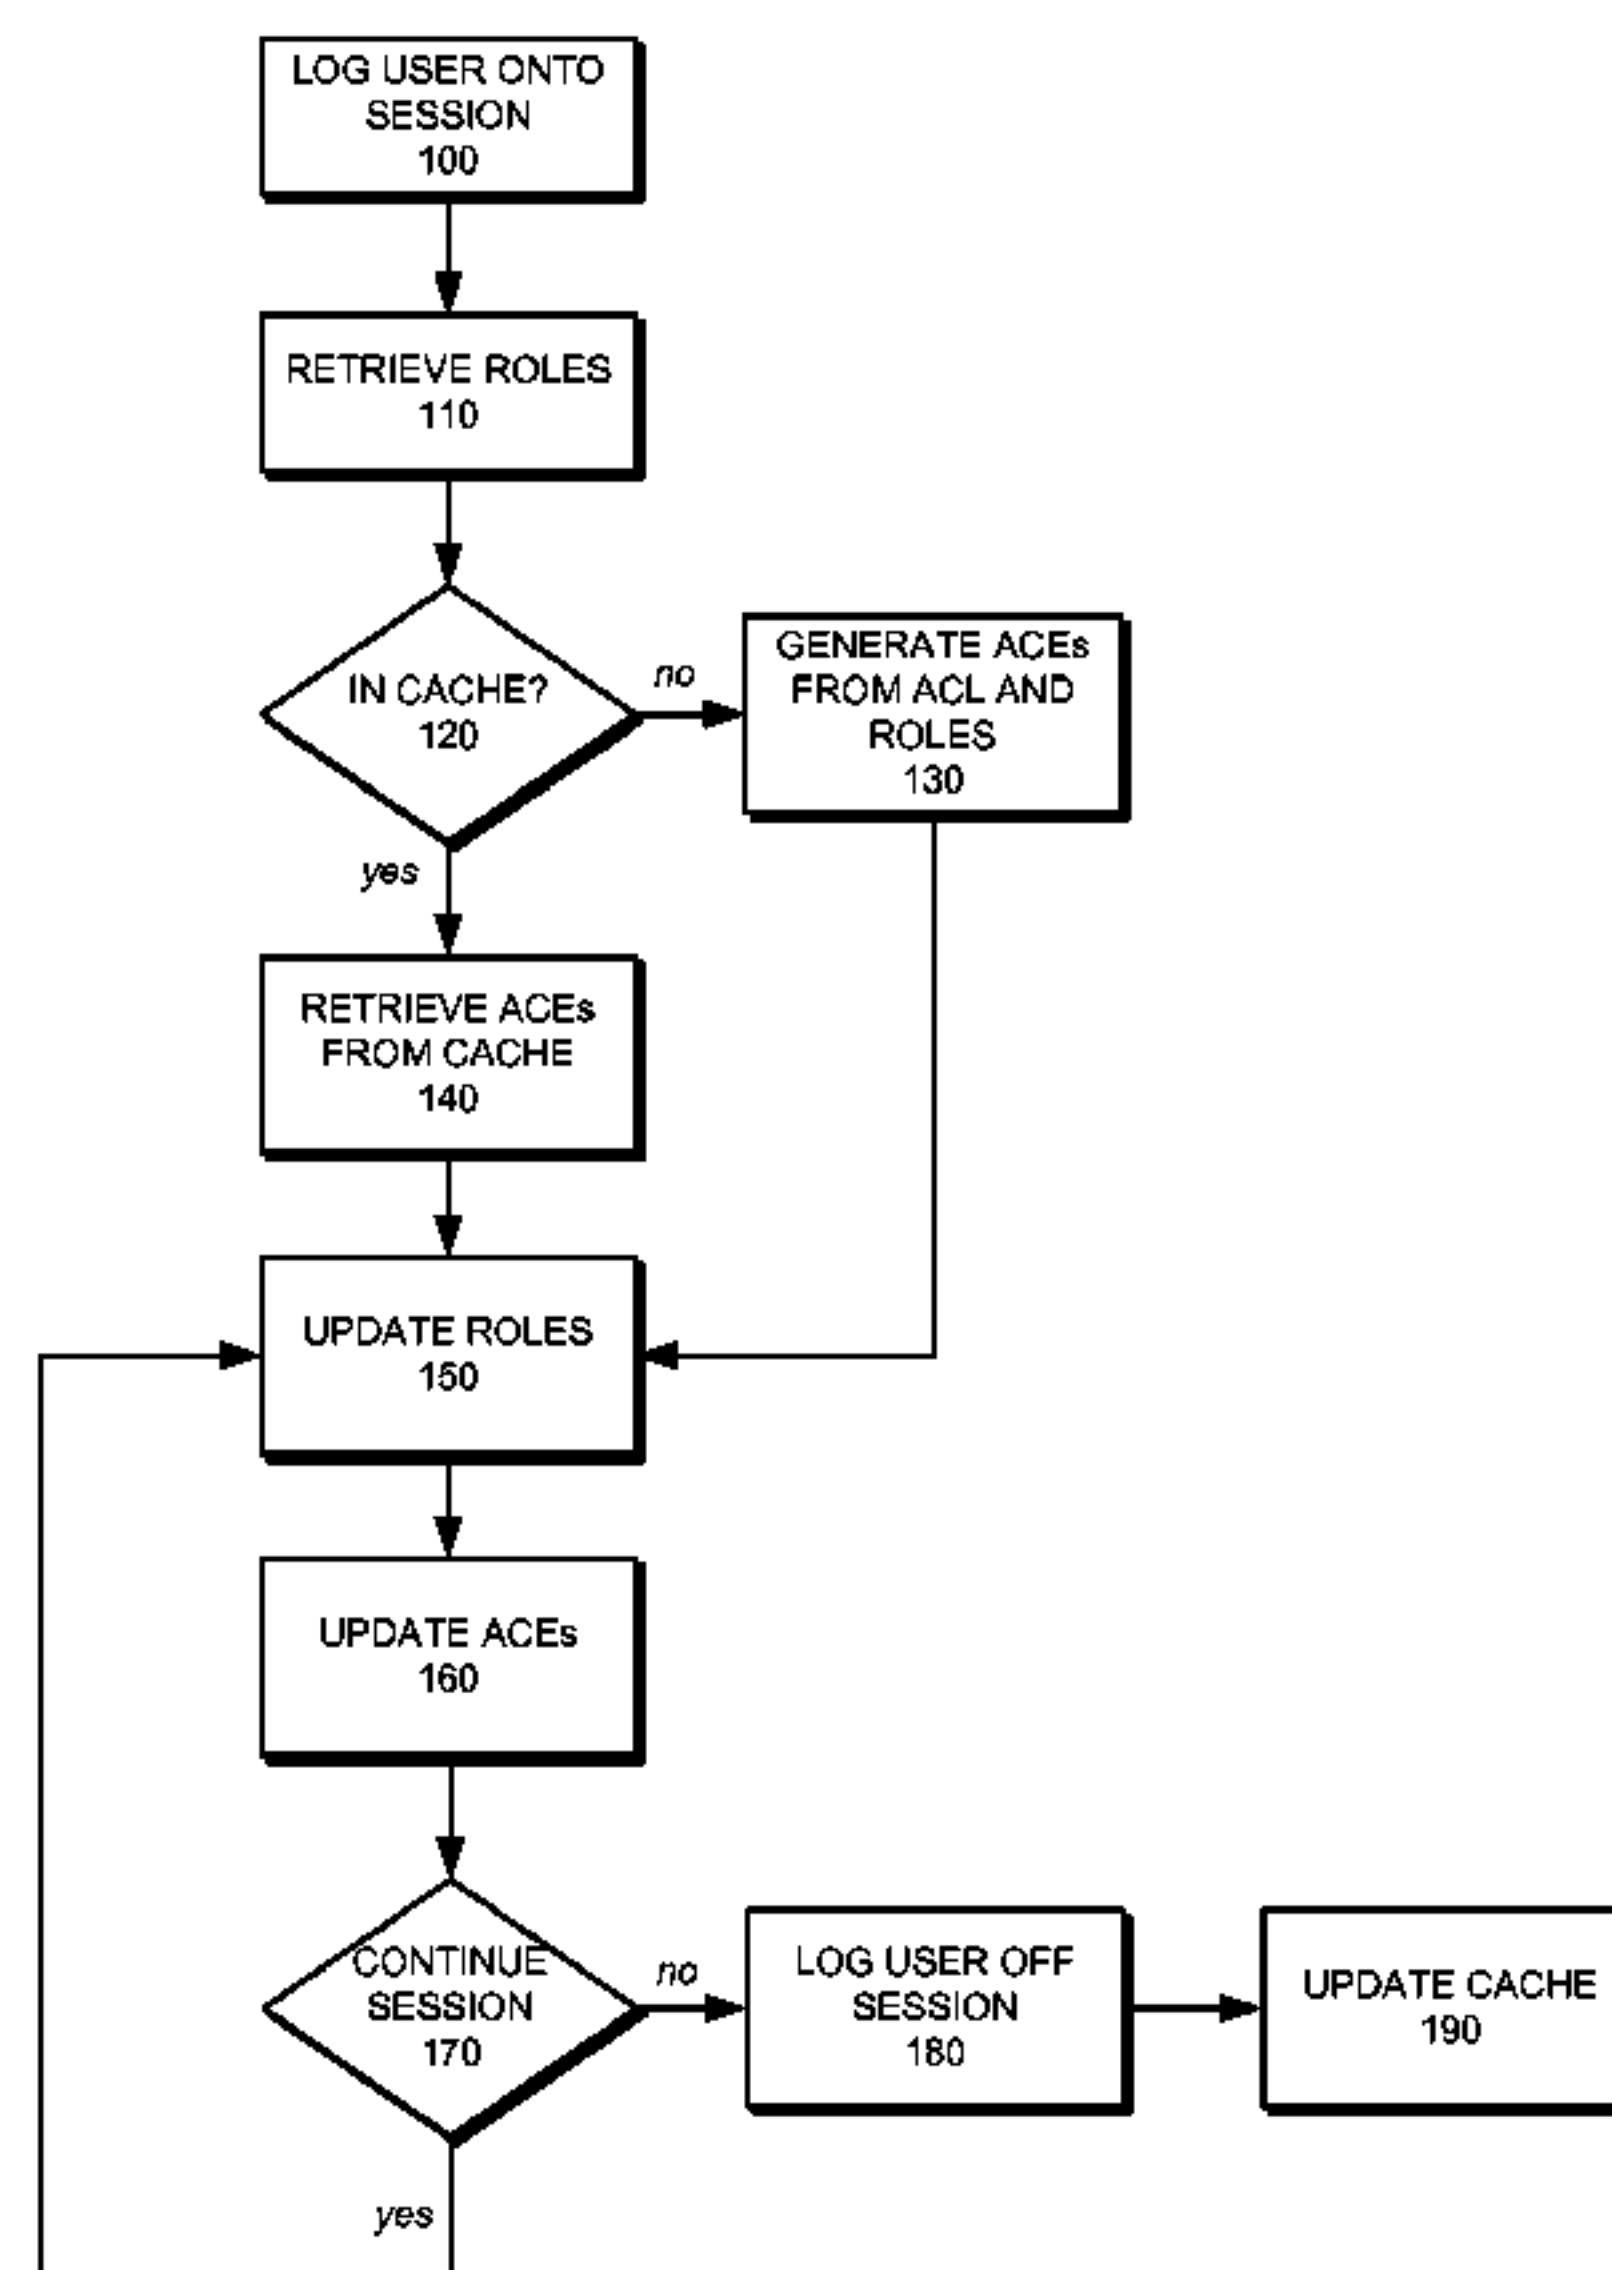 LOG USER ONTO
SESSION
100
RETRIEVE ROLES
110
IN CACHE?
120
no
GENERATE ACEs
FROM ACL AND
ROLES
130
yes
RETRIEVE ACEs
FROM CACHE
140
UPDATE ROLES
150
UPDATE ACEs
160
CONTINUE
SESSION
170
no
LOG USER OFF
SESSION
180
UPDATE CACHE
190
yes